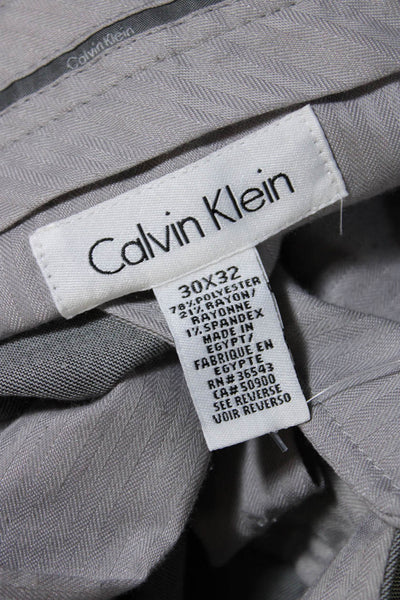 Calvin Klein
Calvin Klein
30X32
78% POLYESTER
21% RAYON/
RAYONNE
1% SPANDEX
MADE IN
EGYPT/
FABRIQUE EN
EGYPTE
RN# 36543
CA# 50900
SEE REVERSE
VOIR REVERSO